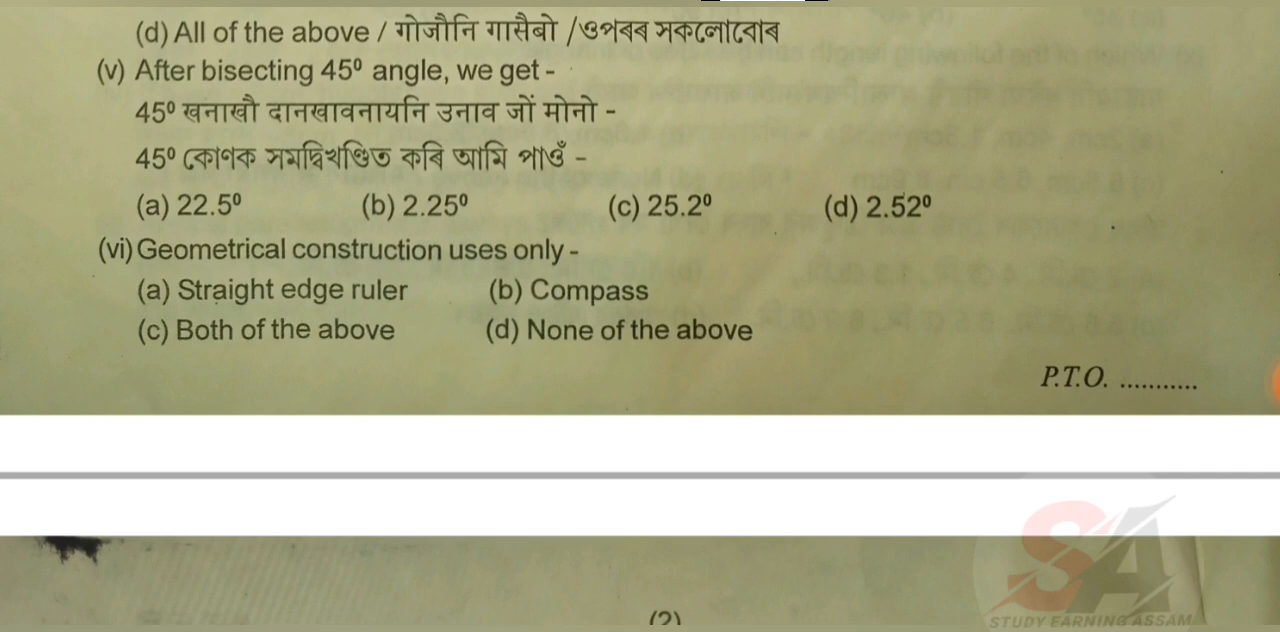 (d) All of the above / गोजौनि गासैबो /ওপৰৰ সকলোবোৰ
(v) After bisecting 45⁰ angle, we get -
45⁰ खनाखौ दानखावनायनि उनाव जों मोनो -
45⁰ কোণক সমদ্বিখণ্ডিত কৰি আমি পাওঁ -
(a) 22.5⁰ (b) 2.25⁰ (c) 25.2⁰ (d) 2.52⁰
(vi) Geometrical construction uses only -
(a) Straight edge ruler (b) Compass
(c) Both of the above (d) None of the above
P.T.O. ...........
SA
STUDY EARNING ASSAM
(2)